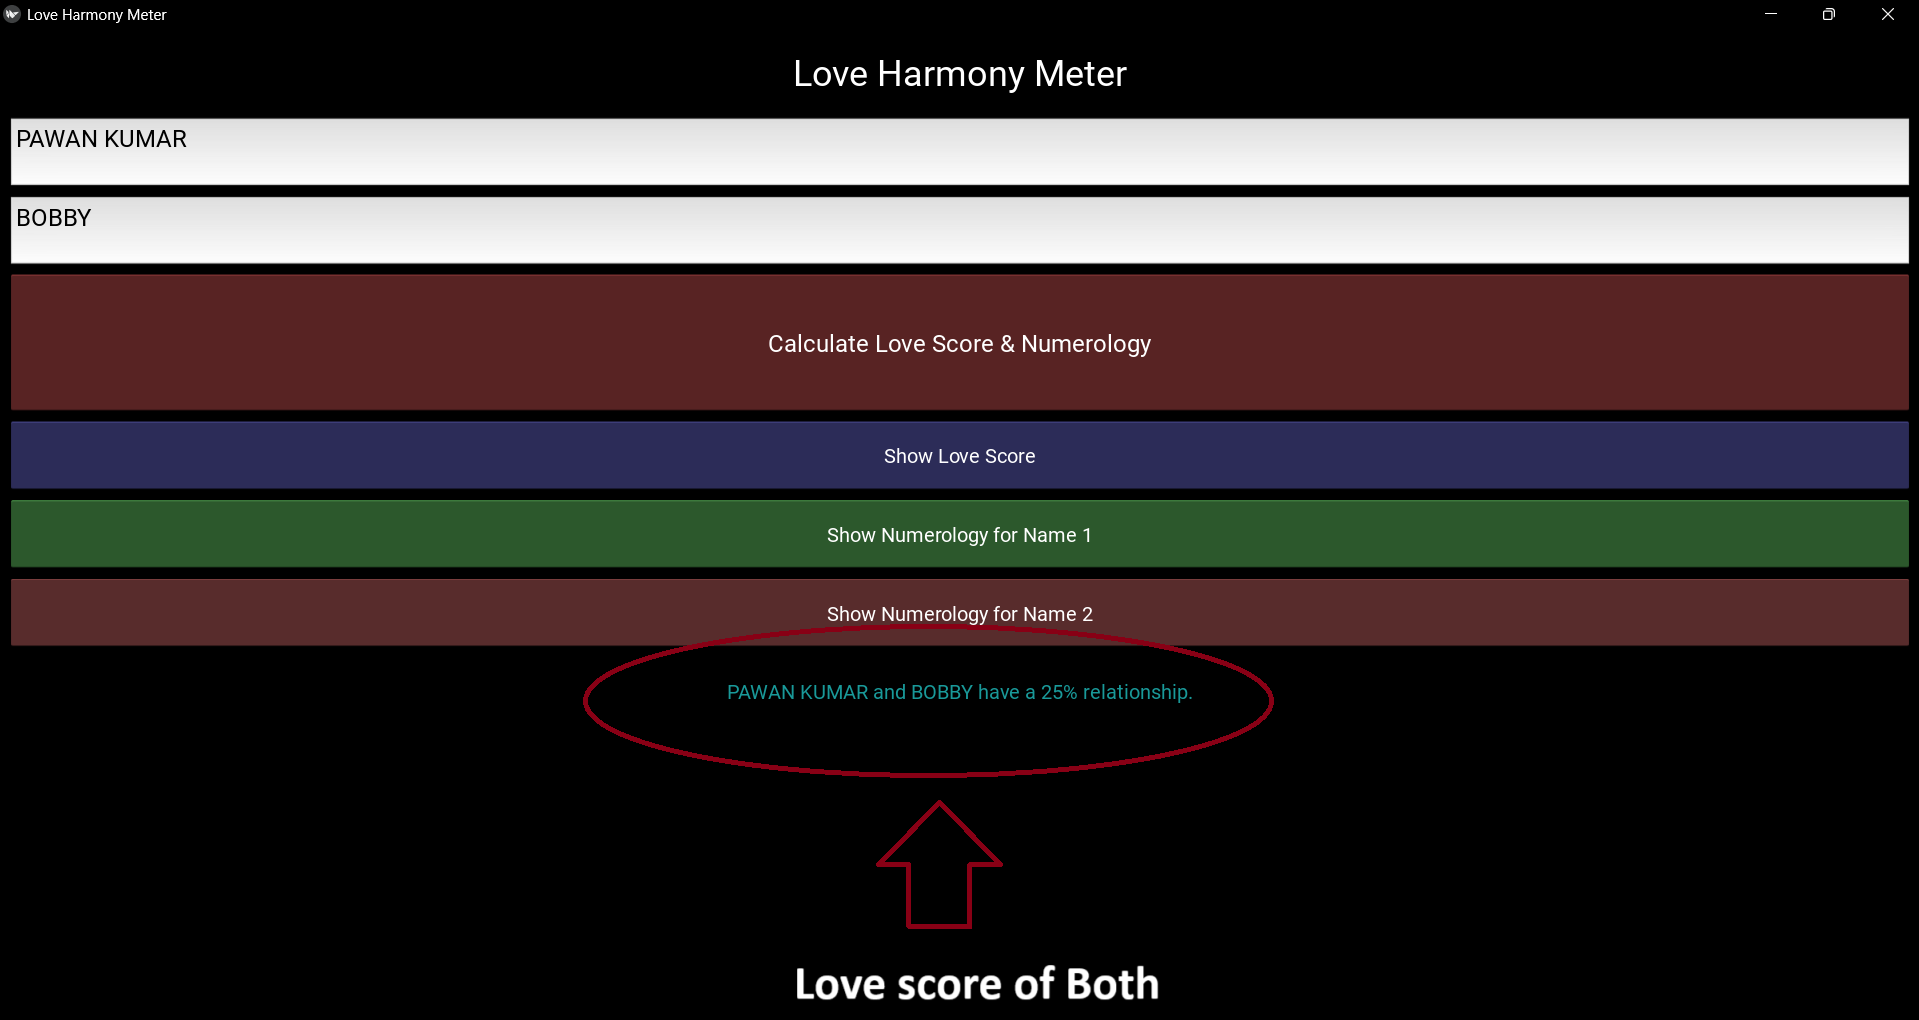 Love Harmony Meter
Love Harmony Meter
PAWAN KUMAR
BOBBY
Calculate Love Score & Numerology
Show Love Score
Show Numerology for Name 1
Show Numerology for Name 2
PAWAN KUMAR and BOBBY have a 25% relationship.
Love score of Both